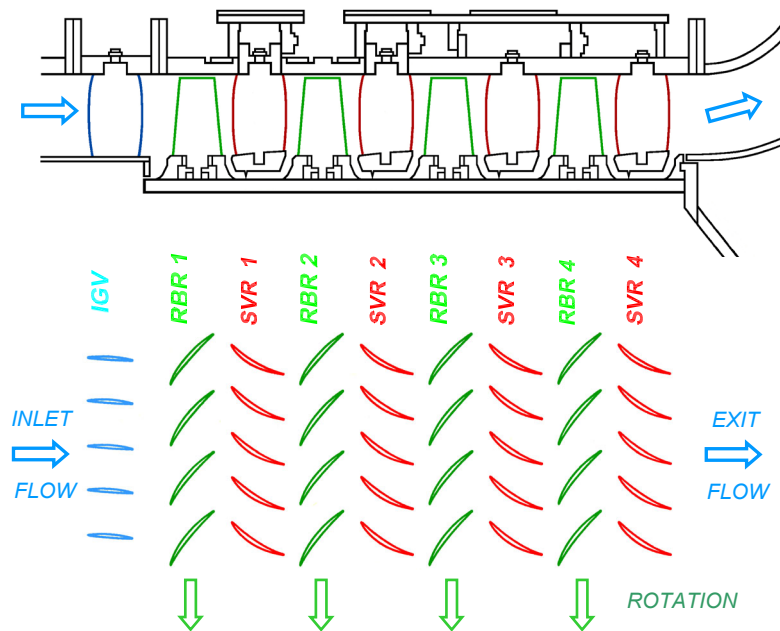 IGV
RBR 1
SVR 1
RBR 2
SVR 2
RBR 3
SVR 3
RBR 4
SVR 4
INLET
FLOW
EXIT
FLOW
ROTATION